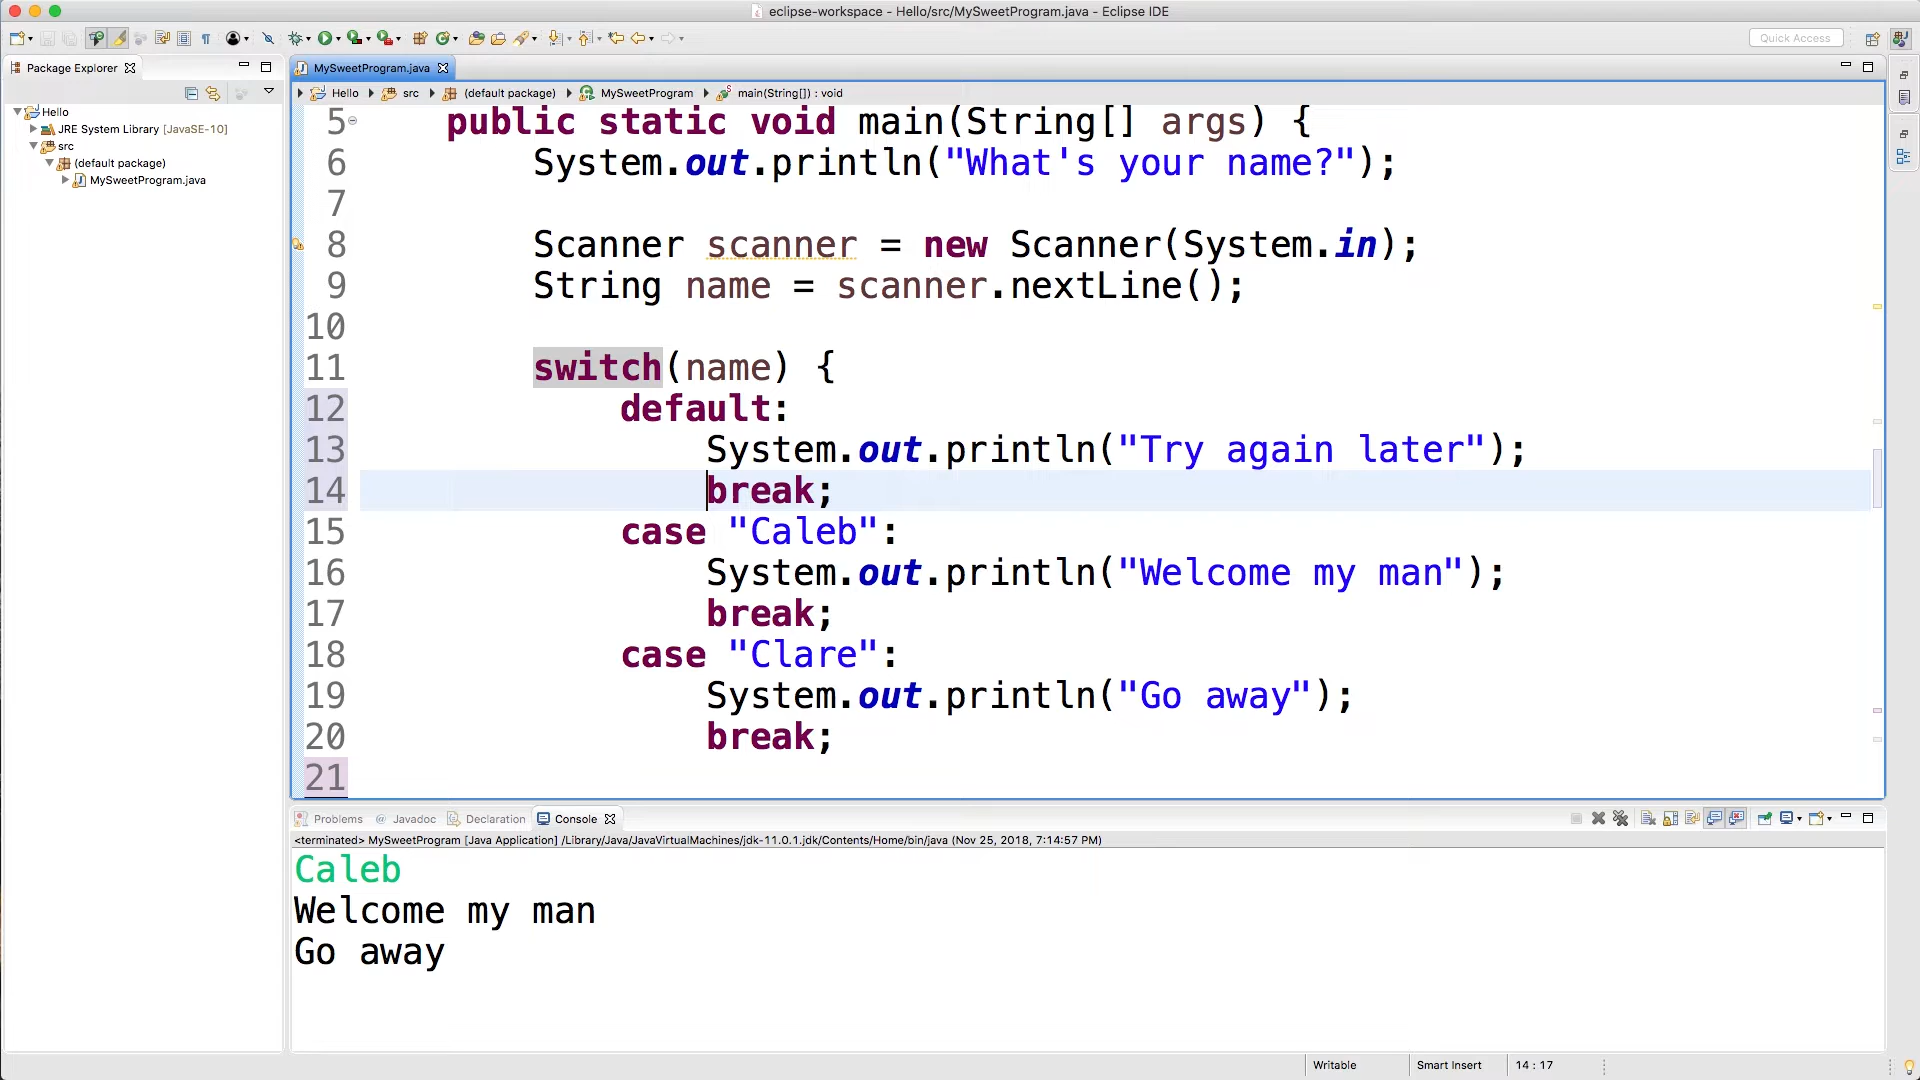 eclipse-workspace - Hello/src/MySweetProgram.java - Eclipse IDE
Quick Access
Package Explorer
MySweetProgram.java
Hello
src
(default package)
MySweetProgram
main(String[]) : void
Hello
JRE System Library [JavaSE-10]
src
(default package)
MySweetProgram.java
5 public static void main(String[] args) {
6 System.out.println("What's your name?");
7
8 Scanner scanner = new Scanner(System.in);
9 String name = scanner.nextLine();
10
11 switch(name) {
12 default:
13 System.out.println("Try again later");
14 break;
15 case "Caleb":
16 System.out.println("Welcome my man");
17 break;
18 case "Clare":
19 System.out.println("Go away");
20 break;
21
Problems @ Javadoc Declaration Console
<terminated> MySweetProgram [Java Application] /Library/Java/JavaVirtualMachines/jdk-11.0.1.jdk/Contents/Home/bin/java (Nov 25, 2018, 7:14:57 PM)
Caleb
Welcome my man
Go away
Writable Smart Insert 14 : 17